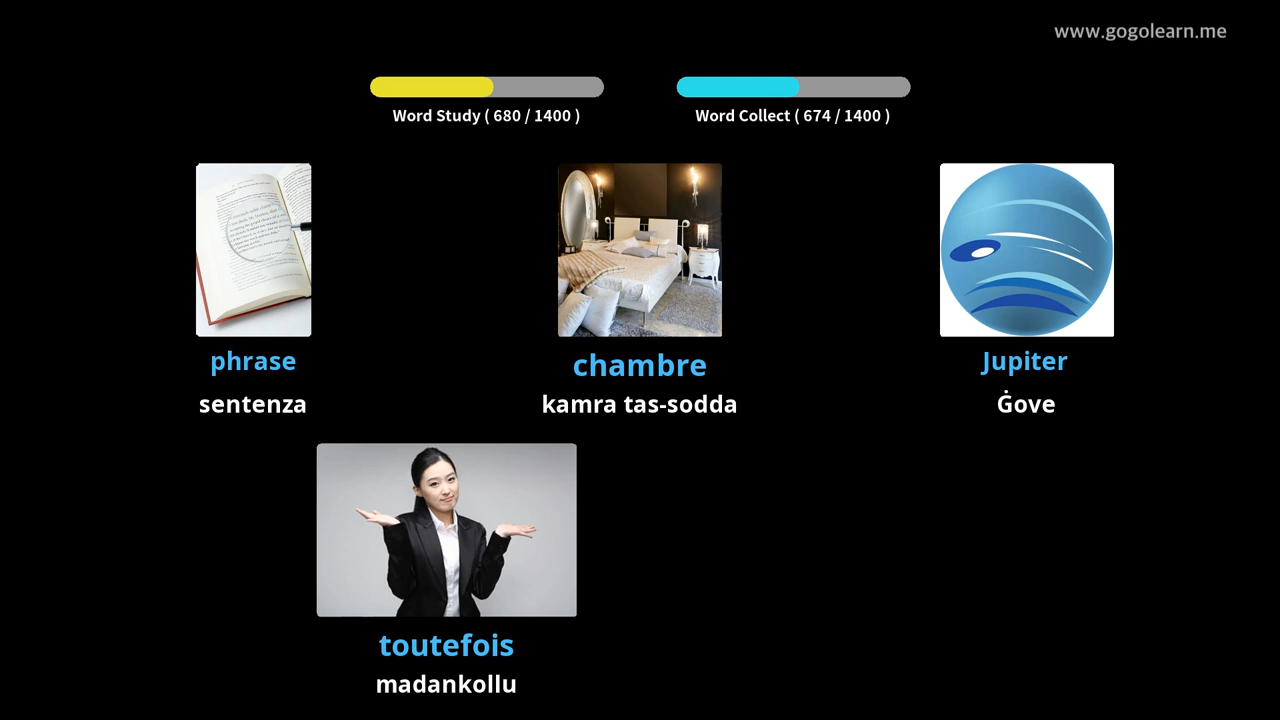 www.gogolearn.me
Word Study ( 680 / 1400 )
Word Collect ( 674 / 1400 )
phrase
sentenza
chambre
kamra tas-sodda
Jupiter
Ġove
toutefois
madankollu